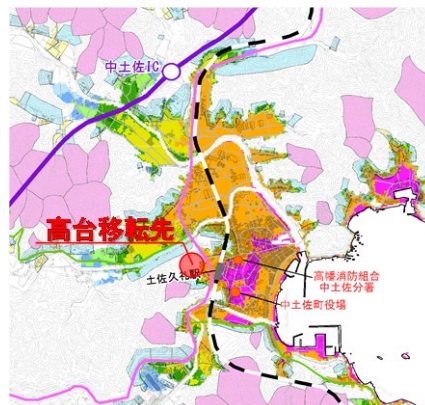 中土佐IC
高台移転先
土佐久礼駅
高幡消防組合
中土佐分署
中土佐町役場